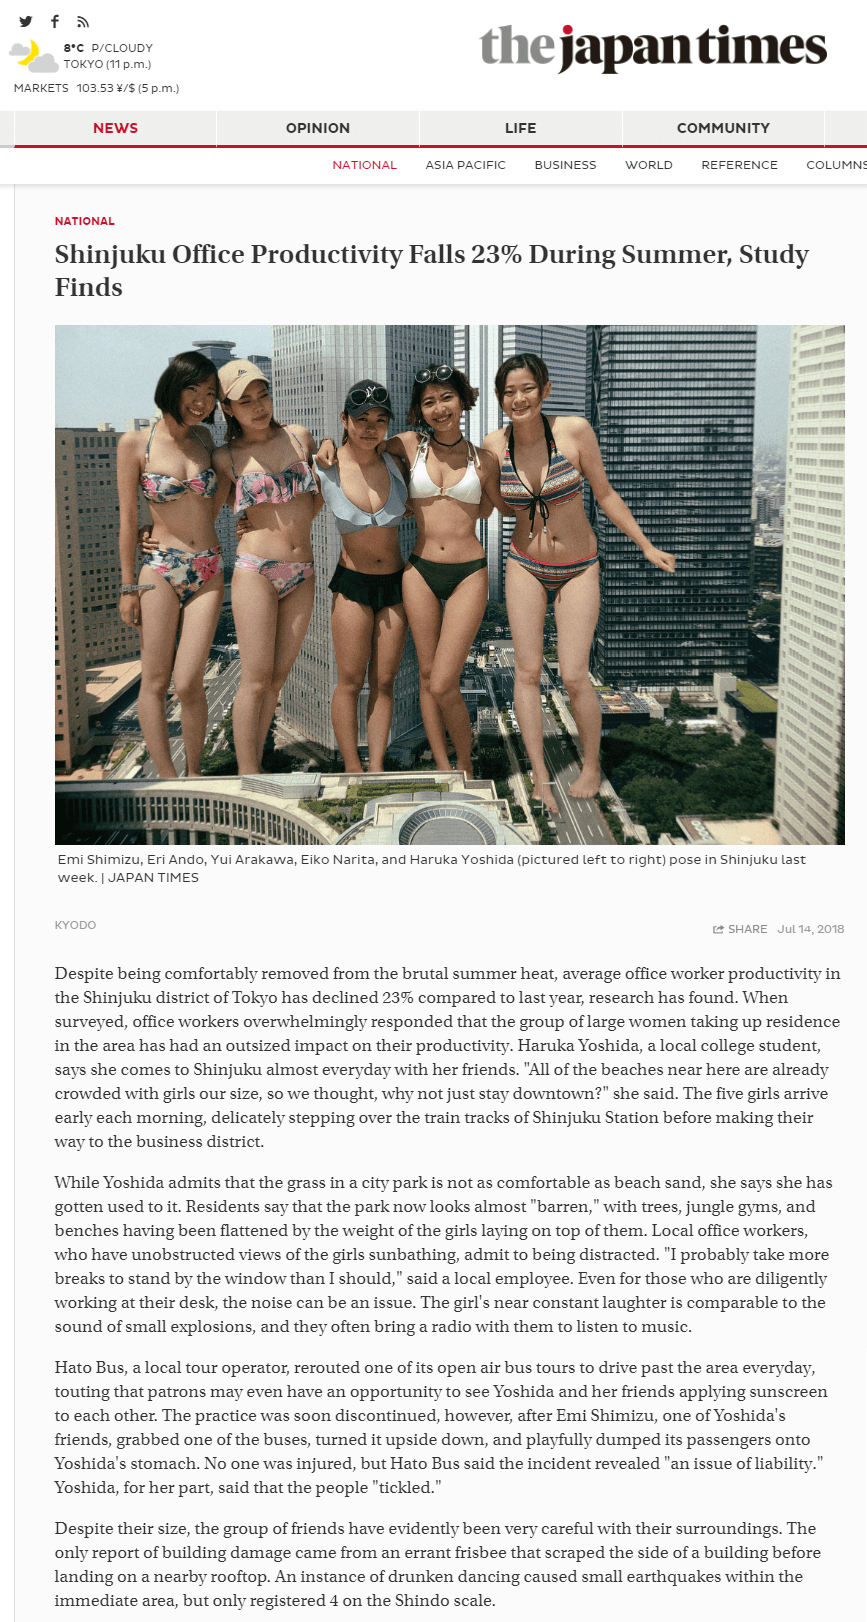 8°C P/CLOUDY
TOKYO (11 p.m.)
MARKETS 103.53 ¥/$ (5 p.m.)
the japan times
NEWS OPINION LIFE COMMUNITY
NATIONAL ASIA PACIFIC BUSINESS WORLD REFERENCE COLUMNS
NATIONAL
Shinjuku Office Productivity Falls 23% During Summer, Study
Finds
Emi Shimizu, Eri Ando, Yui Arakawa, Eiko Narita, and Haruka Yoshida (pictured left to right) pose in Shinjuku last
week. | JAPAN TIMES
KYODO
SHARE Jul 14, 2018
Despite being comfortably removed from the brutal summer heat, average office worker productivity in
the Shinjuku district of Tokyo has declined 23% compared to last year, research has found. When
surveyed, office workers overwhelmingly responded that the group of large women taking up residence
in the area has had an outsized impact on their productivity. Haruka Yoshida, a local college student,
says she comes to Shinjuku almost everyday with her friends. "All of the beaches near here are already
crowded with girls our size, so we thought, why not just stay downtown?" she said. The five girls arrive
early each morning, delicately stepping over the train tracks of Shinjuku Station before making their
way to the business district.
While Yoshida admits that the grass in a city park is not as comfortable as beach sand, she says she has
gotten used to it. Residents say that the park now looks almost "barren," with trees, jungle gyms, and
benches having been flattened by the weight of the girls laying on top of them. Local office workers,
who have unobstructed views of the girls sunbathing, admit to being distracted. "I probably take more
breaks to stand by the window than I should," said a local employee. Even for those who are diligently
working at their desk, the noise can be an issue. The girl's near constant laughter is comparable to the
sound of small explosions, and they often bring a radio with them to listen to music.
Hato Bus, a local tour operator, rerouted one of its open air bus tours to drive past the area everyday,
touting that patrons may even have an opportunity to see Yoshida and her friends applying sunscreen
to each other. The practice was soon discontinued, however, after Emi Shimizu, one of Yoshida's
friends, grabbed one of the buses, turned it upside down, and playfully dumped its passengers onto
Yoshida's stomach. No one was injured, but Hato Bus said the incident revealed "an issue of liability."
Yoshida, for her part, said that the people "tickled."
Despite their size, the group of friends have evidently been very careful with their surroundings. The
only report of building damage came from an errant frisbee that scraped the side of a building before
landing on a nearby rooftop. An instance of drunken dancing caused small earthquakes within the
immediate area, but only registered 4 on the Shindo scale.